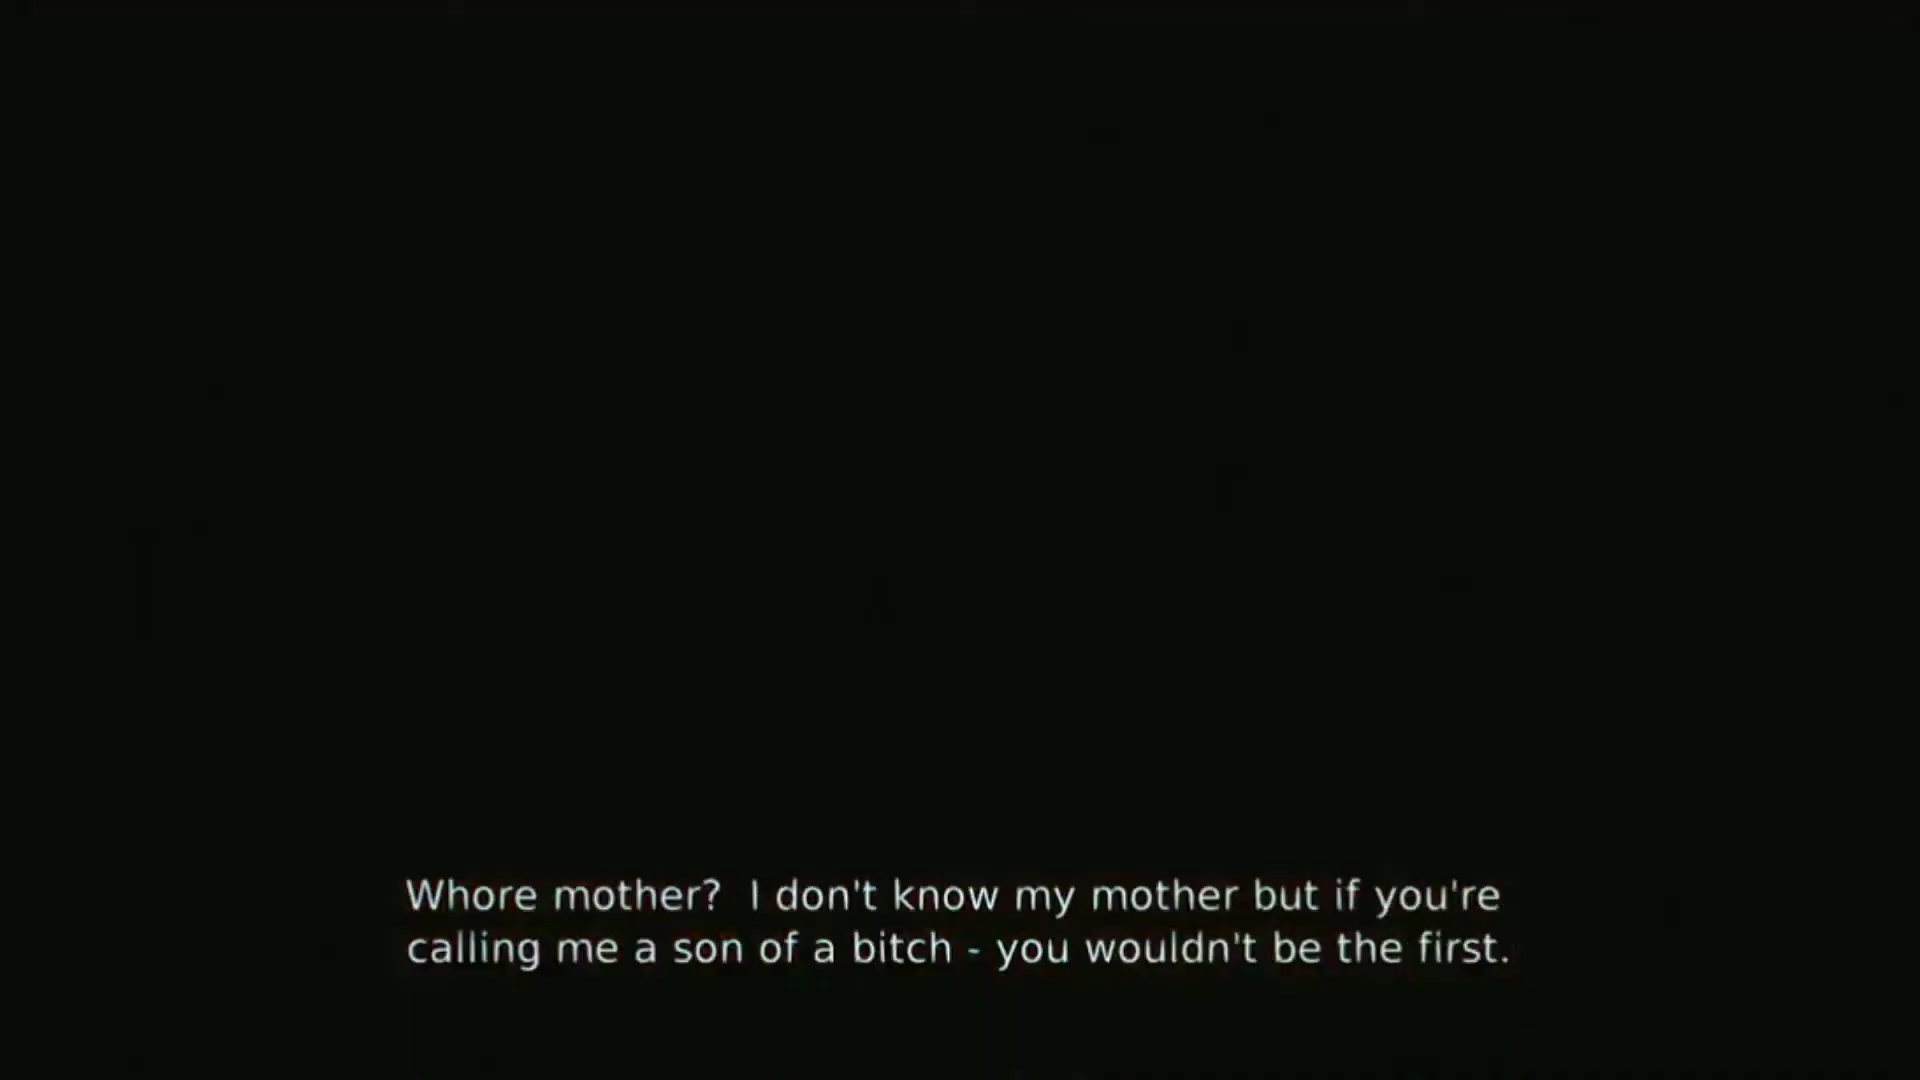 Whore mother?  I don't know my mother but if you're
calling me a son of a bitch - you wouldn't be the first.